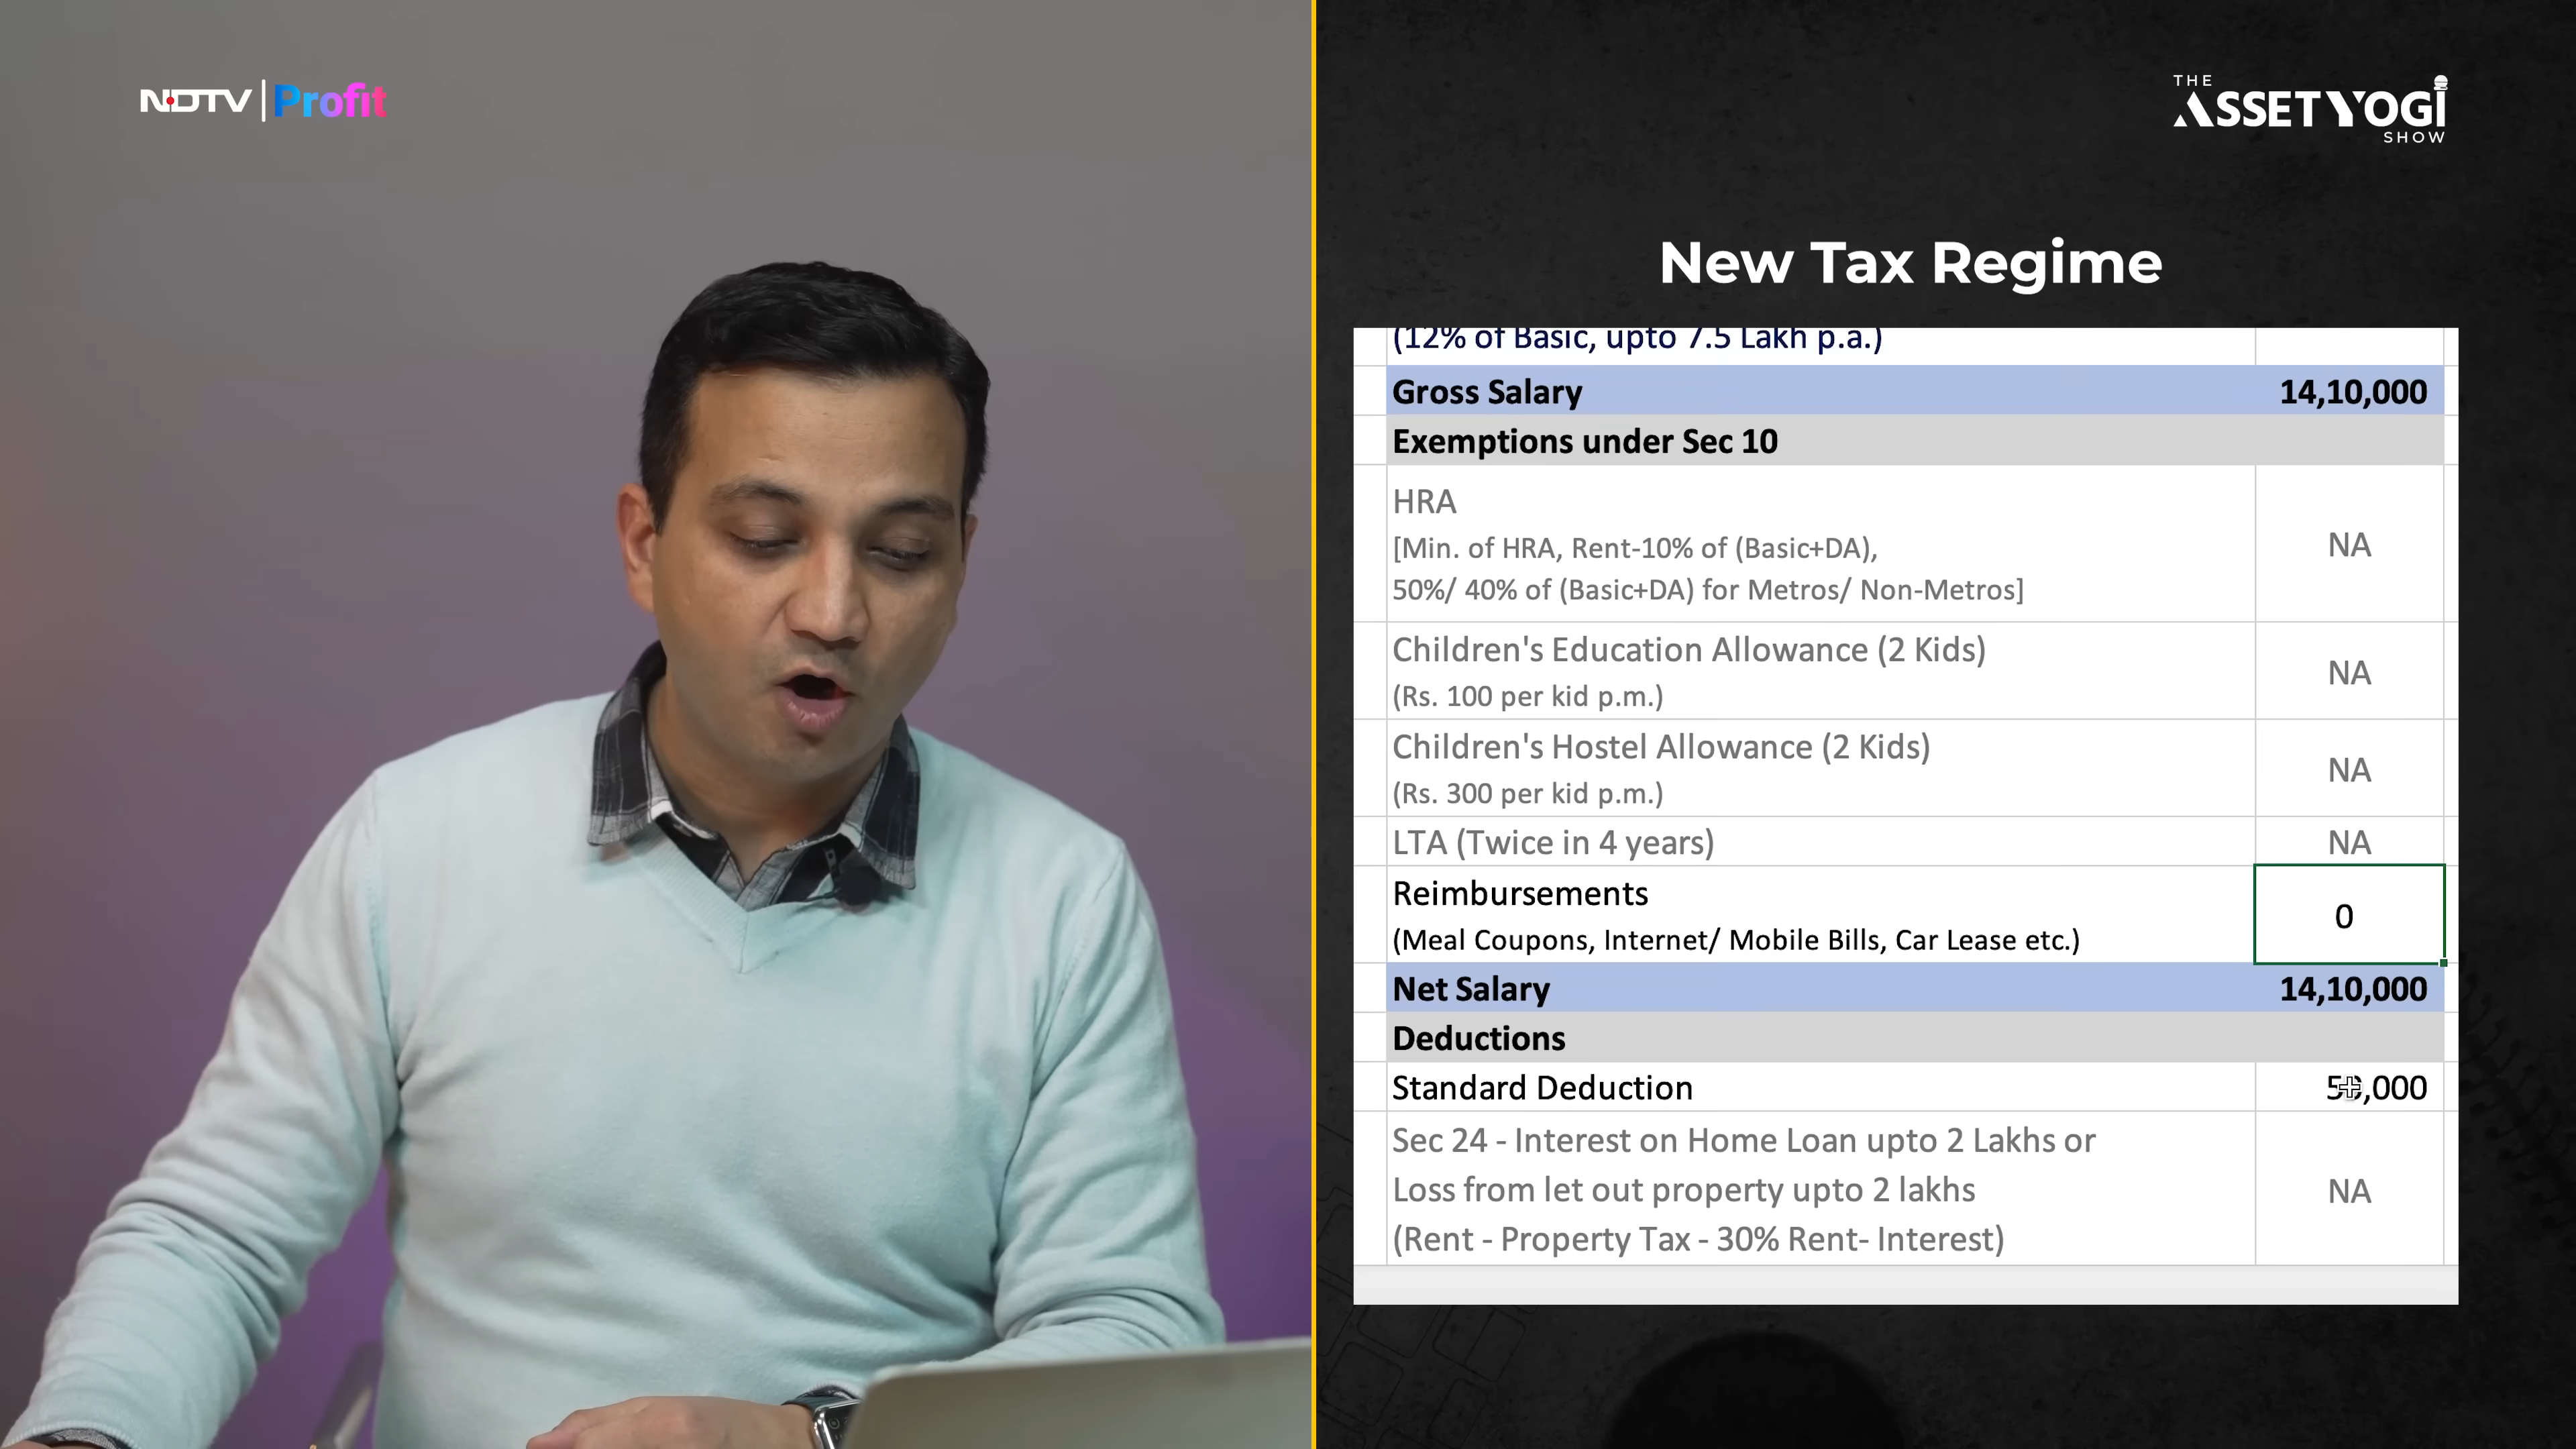 NDTV | Profit
THE
ASSET YOGI
SHOW
New Tax Regime
(12% of Basic, upto 7.5 Lakh p.a.)
Gross Salary 14,10,000
Exemptions under Sec 10
HRA
[Min. of HRA, Rent-10% of (Basic+DA),
50%/ 40% of (Basic+DA) for Metros/ Non-Metros]
NA
Children's Education Allowance (2 Kids)
(Rs. 100 per kid p.m.)
NA
Children's Hostel Allowance (2 Kids)
(Rs. 300 per kid p.m.)
NA
LTA (Twice in 4 years) NA
Reimbursements
(Meal Coupons, Internet/ Mobile Bills, Car Lease etc.)
0
Net Salary 14,10,000
Deductions
Standard Deduction
Sec 24 - Interest on Home Loan upto 2 Lakhs or
Loss from let out property upto 2 lakhs
(Rent - Property Tax - 30% Rent- Interest)
NA